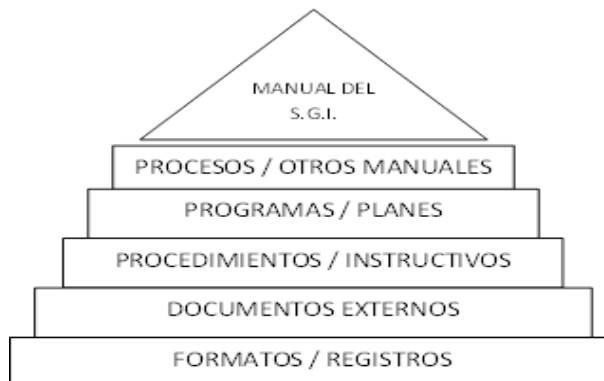 MANUAL DEL
S.G.I.
PROCESOS / OTROS MANUALES
PROGRAMAS / PLANES
PROCEDIMIENTOS / INSTRUCTIVOS
DOCUMENTOS EXTERNOS
FORMATOS / REGISTROS